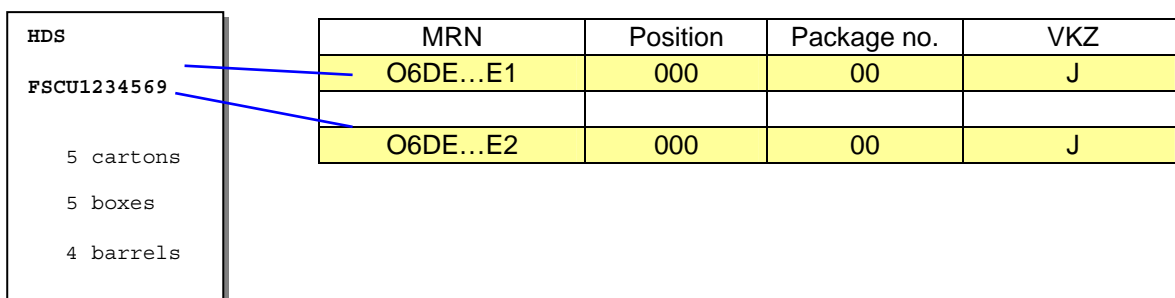 HDS
FSCU1234569
5 cartons
5 boxes
4 barrels
MRN Position Package no. VKZ
O6DE…E1 000 00 J
O6DE…E2 000 00 J